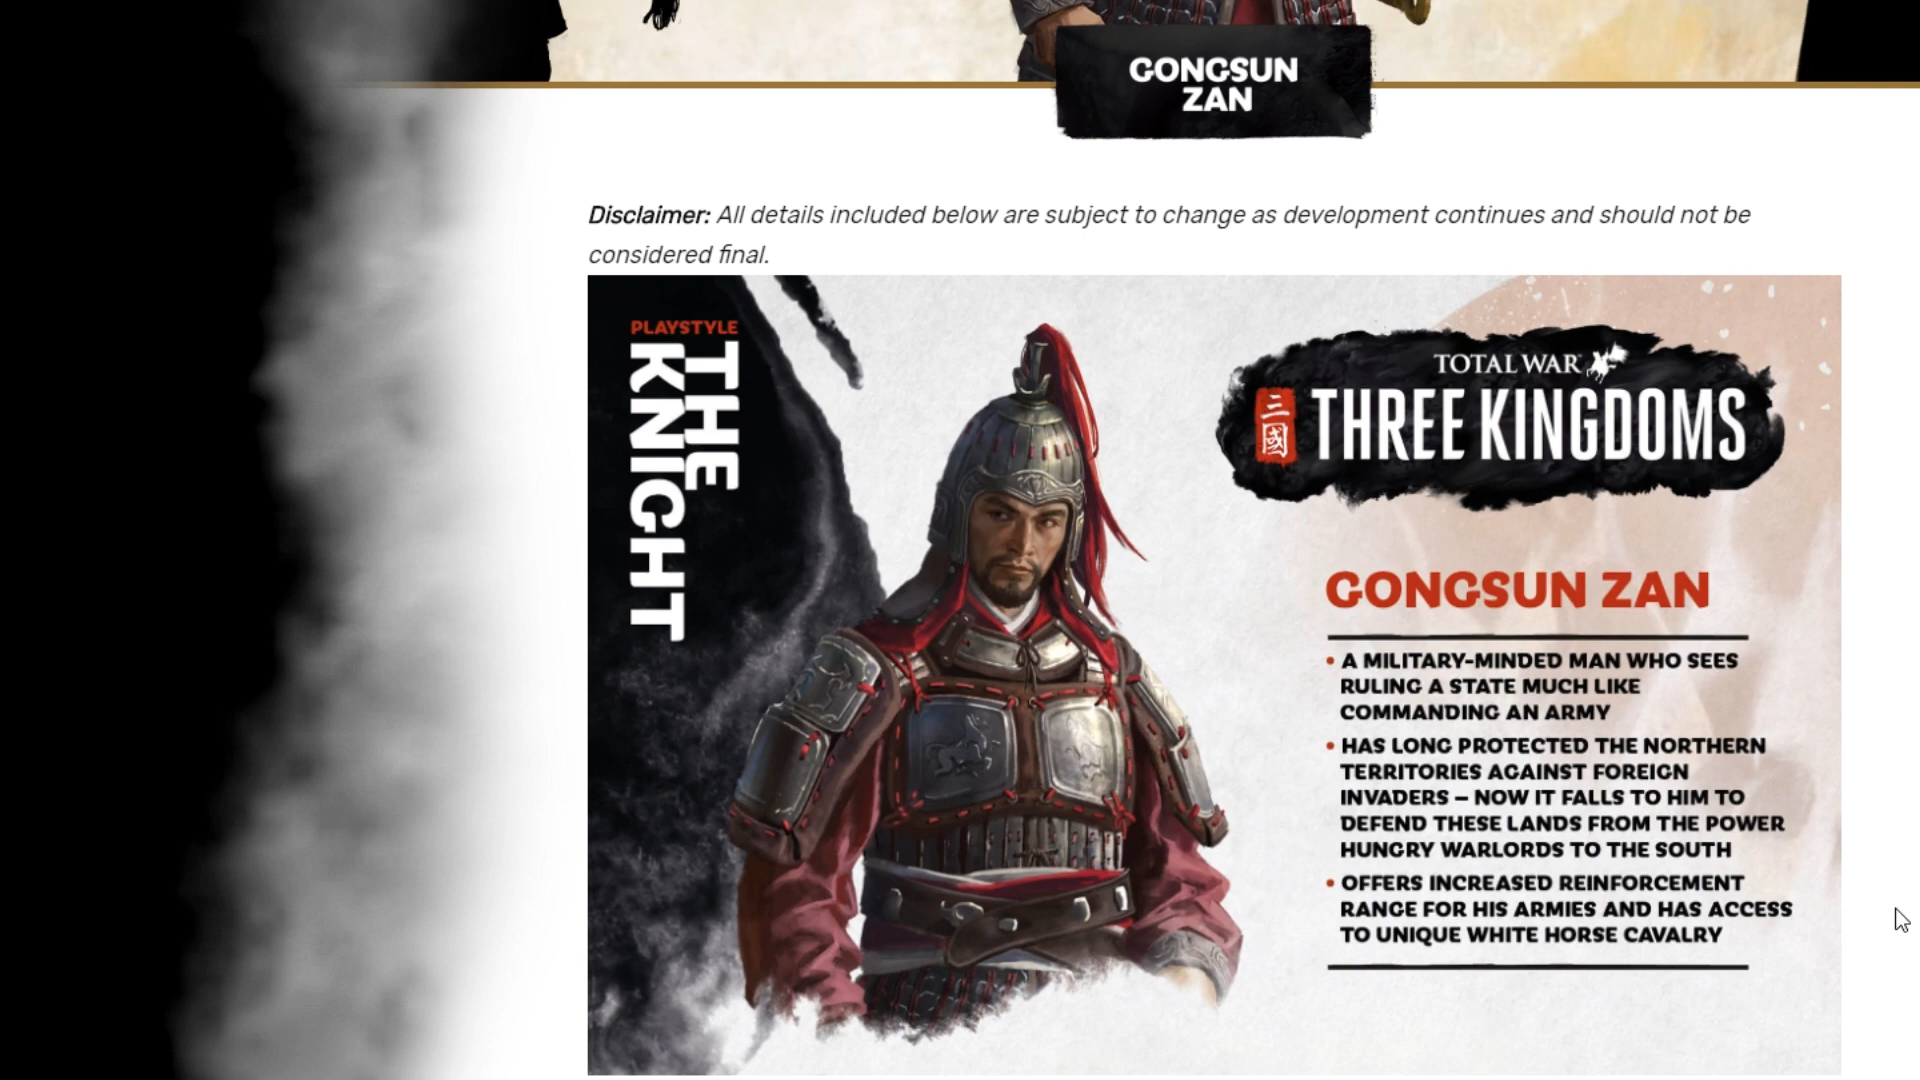 GONGSUN
ZAN
Disclaimer: All details included below are subject to change as development continues and should not be
considered final.
PLAYSTYLE
THE
KNIGHT
TOTAL WAR
三國
THREE KINGDOMS
GONGSUN ZAN
• A MILITARY-MINDED MAN WHO SEES
RULING A STATE MUCH LIKE
COMMANDING AN ARMY
• HAS LONG PROTECTED THE NORTHERN
TERRITORIES AGAINST FOREIGN
INVADERS – NOW IT FALLS TO HIM TO
DEFEND THESE LANDS FROM THE POWER
HUNGRY WARLORDS TO THE SOUTH
• OFFERS INCREASED REINFORCEMENT
RANGE FOR HIS ARMIES AND HAS ACCESS
TO UNIQUE WHITE HORSE CAVALRY